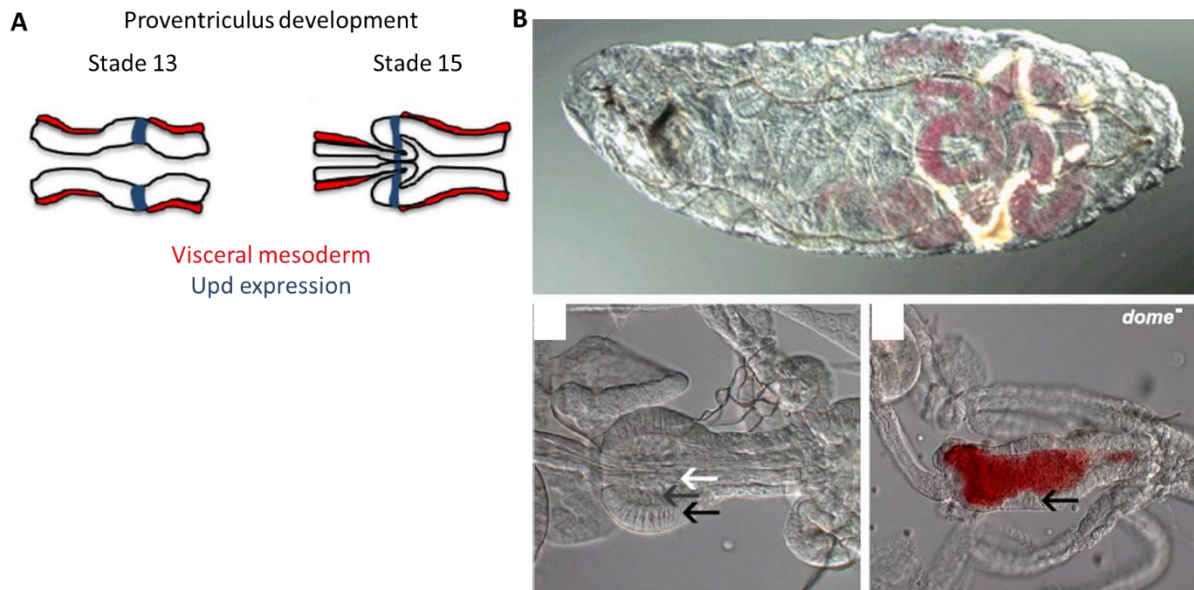 A
Proventriculus development
Stade 13
Stade 15
Visceral mesoderm
Upd expression
B
dome⁻